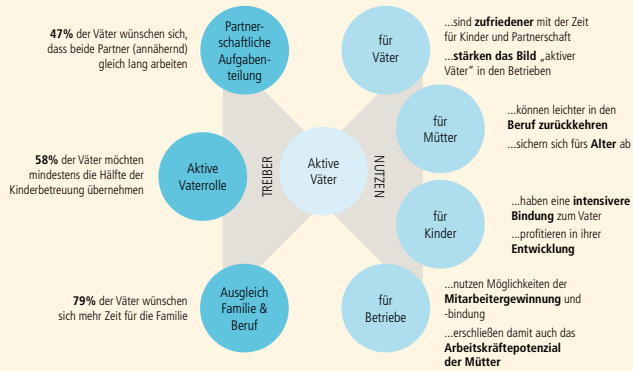 47% der Väter wünschen sich,
dass beide Partner (annähernd)
gleich lang arbeiten
Partner-
schaftliche
Aufgaben-
teilung
für
Väter
...sind zufriedener mit der Zeit
für Kinder und Partnerschaft
...stärken das Bild „aktiver
Väter“ in den Betrieben
58% der Väter möchten
mindestens die Hälfte der
Kinderbetreuung übernehmen
Aktive
Vaterrolle
TREIBER
Aktive
Väter
NUTZEN
für
Mütter
...können leichter in den
Beruf zurückkehren
...sichern sich fürs Alter ab
für
Kinder
...haben eine intensivere
Bindung zum Vater
...profitieren in ihrer
Entwicklung
79% der Väter wünschen
sich mehr Zeit für die Familie
Ausgleich
Familie &
Beruf
für
Betriebe
...nutzen Möglichkeiten der
Mitarbeitergewinnung und
-bindung
...erschließen damit auch das
Arbeitskräftepotenzial
der Mütter